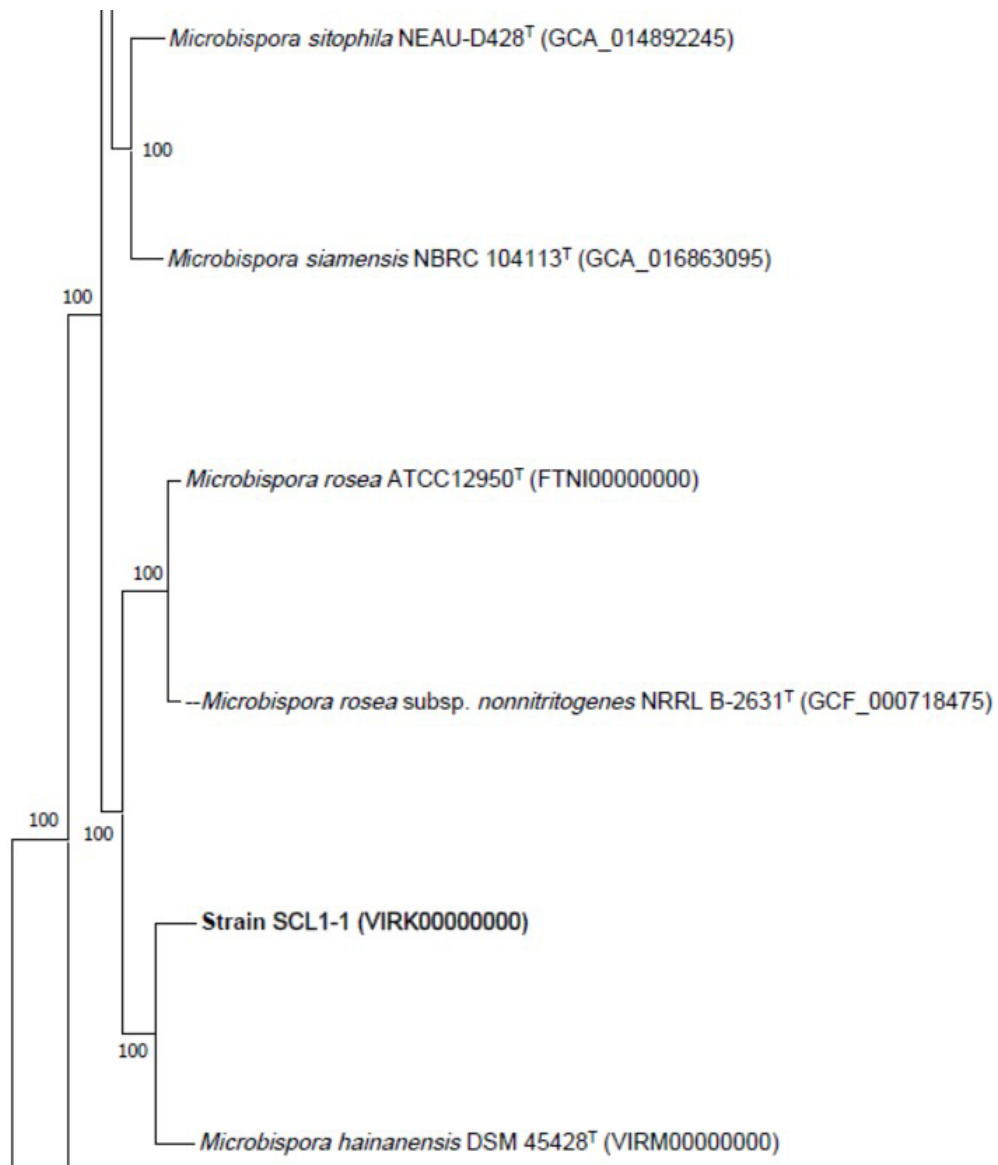 Microbispora sitophila NEAU-D428ᵀ (GCA_014892245)
100
Microbispora siamensis NBRC 104113ᵀ (GCA_016863095)
100
Microbispora rosea ATCC12950ᵀ (FTNI00000000)
100
--Microbispora rosea subsp. nonnitritogenes NRRL B-2631ᵀ (GCF_000718475)
100
100
Strain SCL1-1 (VIRK00000000)
100
Microbispora hainanensis DSM 45428ᵀ (VIRM00000000)